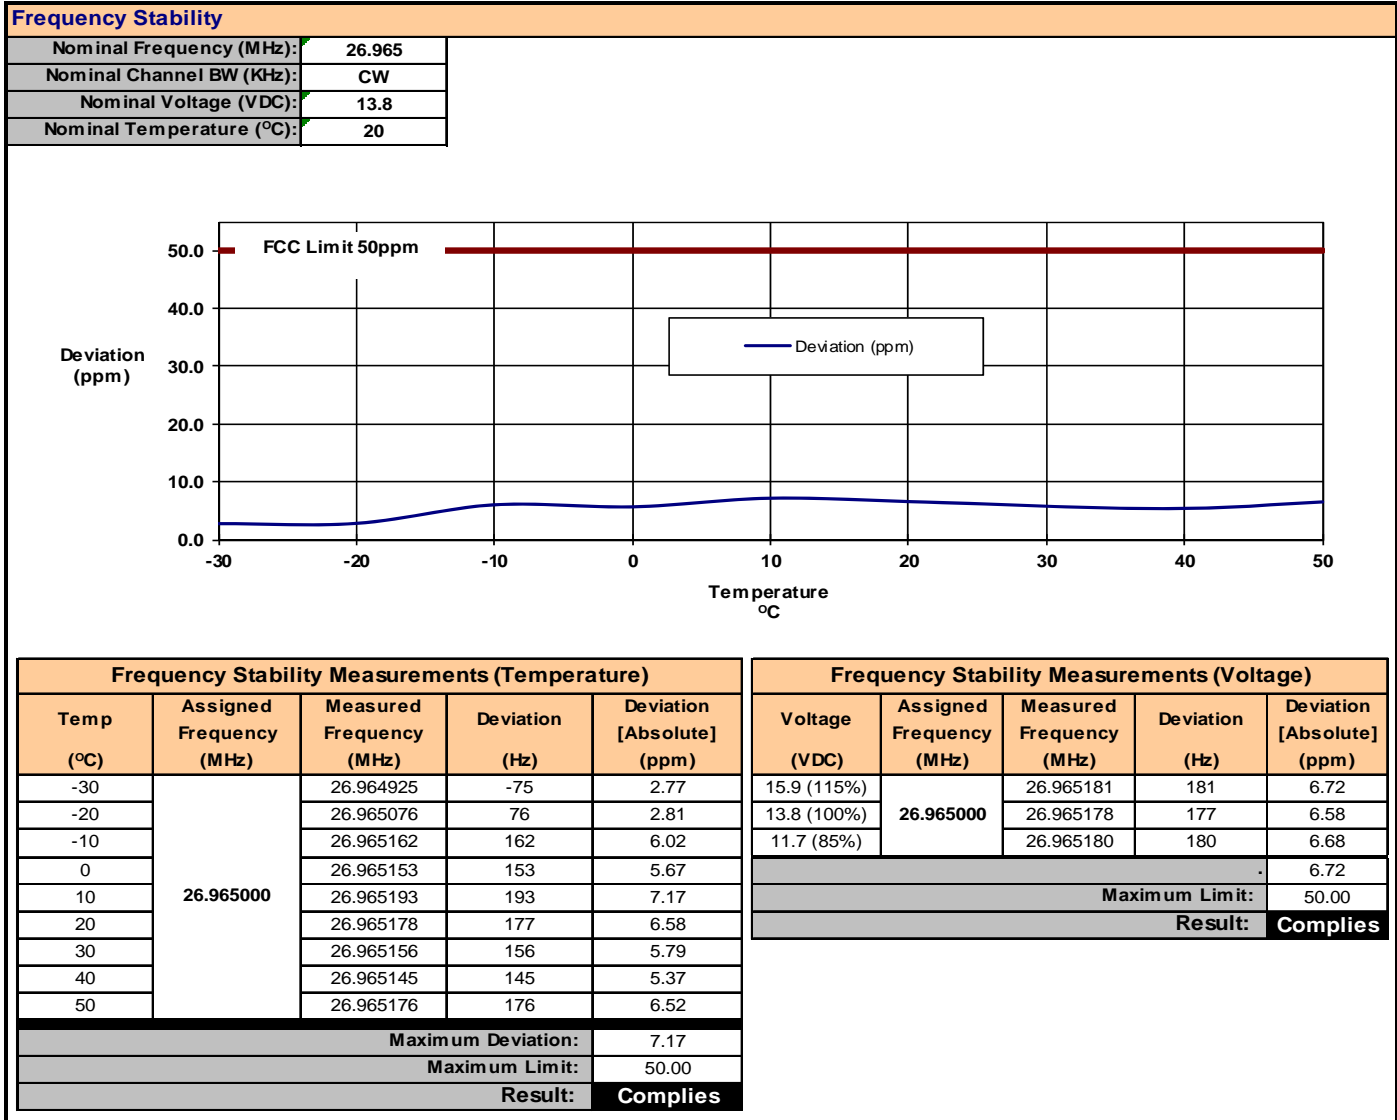 Frequency Stability
Nominal Frequency (MHz): 26.965
Nominal Channel BW (KHz): CW
Nominal Voltage (VDC): 13.8
Nominal Temperature (ᴼC): 20
FCC Limit 50ppm
50.0
40.0
30.0
20.0
10.0
0.0
Deviation
(ppm)
Deviation (ppm)
-30 -20 -10 0 10 20 30 40 50
Temperature
ᴼC
Frequency Stability Measurements (Temperature)
Temp (ᴼC) Assigned Frequency (MHz) Measured Frequency (MHz) Deviation (Hz) Deviation [Absolute] (ppm)
-30 26.964925 -75 2.77
-20 26.965076 76 2.81
-10 26.965162 162 6.02
0 26.965153 153 5.67
10 26.965000 26.965193 193 7.17
20 26.965178 177 6.58
30 26.965156 156 5.79
40 26.965145 145 5.37
50 26.965176 176 6.52
Maximum Deviation: 7.17
Maximum Limit: 50.00
Result: Complies
Frequency Stability Measurements (Voltage)
Voltage (VDC) Assigned Frequency (MHz) Measured Frequency (MHz) Deviation (Hz) Deviation [Absolute] (ppm)
15.9 (115%) 26.965181 181 6.72
13.8 (100%) 26.965000 26.965178 177 6.58
11.7 (85%) 26.965180 180 6.68
. 6.72
Maximum Limit: 50.00
Result: Complies